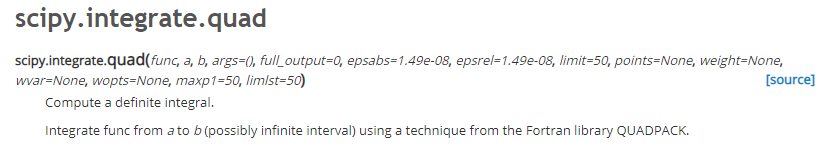 scipy.integrate.quad
scipy.integrate.quad(func, a, b, args=(), full_output=0, epsabs=1.49e-08, epsrel=1.49e-08, limit=50, points=None, weight=None,
wvar=None, wopts=None, maxp1=50, limlst=50) [source]
Compute a definite integral.
Integrate func from a to b (possibly infinite interval) using a technique from the Fortran library QUADPACK.